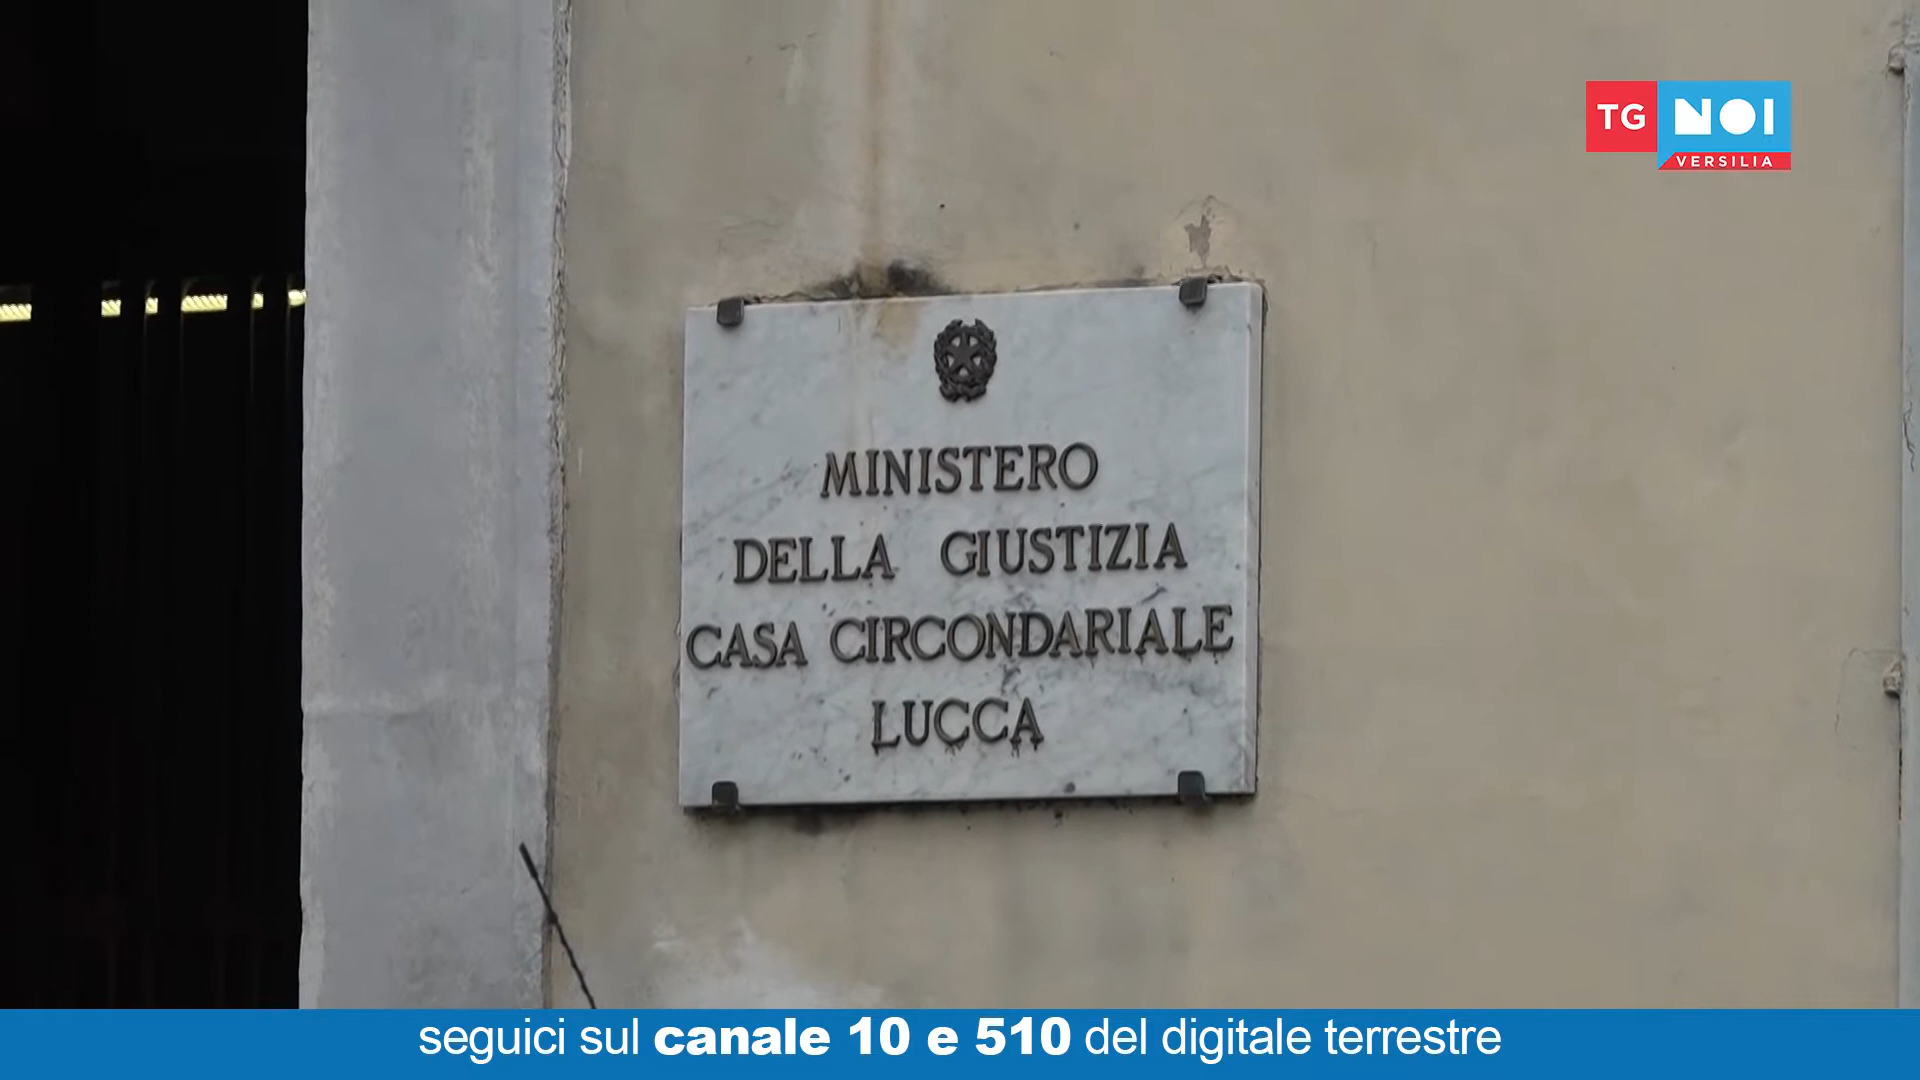 TG NOI
VERSILIA
MINISTERO
DELLA GIUSTIZIA
CASA CIRCONDARIALE
LUCCA
seguici sul canale 10 e 510 del digitale terrestre